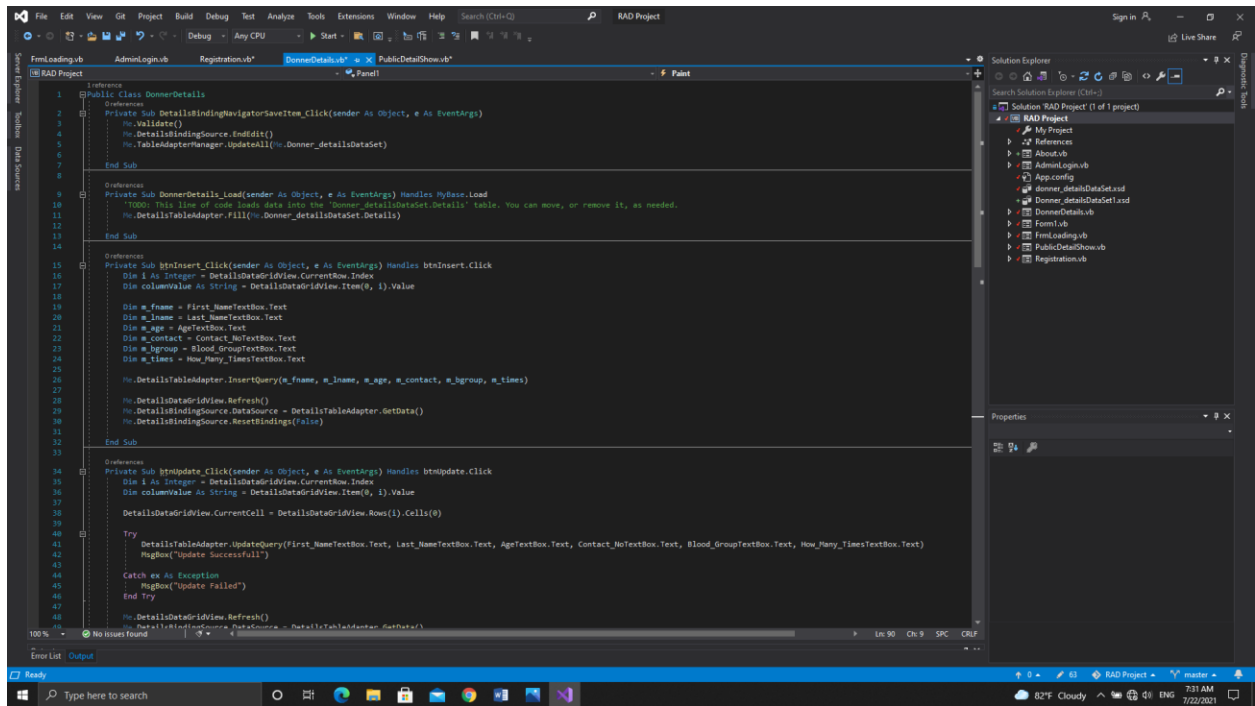 File Edit View Git Project Build Debug Test Analyze Tools Extensions Window Help Search (Ctrl+Q) RAD Project Sign in
Debug Any CPU Start Live Share
FrmLoading.vb AdminLogin.vb Registration.vb* DonnerDetails.vb* PublicDetailShow.vb*
RAD Project Panel1 Paint
1 reference
1 Public Class DonnerDetails
0 references
2 Private Sub DetailsBindingNavigatorSaveItem_Click(sender As Object, e As EventArgs)
3 Me.Validate()
4 Me.DetailsBindingSource.EndEdit()
5 Me.TableAdapterManager.UpdateAll(Me.Donner_detailsDataSet)
6
7 End Sub
8
0 references
9 Private Sub DonnerDetails_Load(sender As Object, e As EventArgs) Handles MyBase.Load
10 'TODO: This line of code loads data into the 'Donner_detailsDataSet.Details' table. You can move, or remove it, as needed.
11 Me.DetailsTableAdapter.Fill(Me.Donner_detailsDataSet.Details)
12
13 End Sub
14
0 references
15 Private Sub btnInsert_Click(sender As Object, e As EventArgs) Handles btnInsert.Click
16 Dim i As Integer = DetailsDataGridView.CurrentRow.Index
17 Dim columnValue As String = DetailsDataGridView.Item(0, i).Value
18
19 Dim m_fname = First_NameTextBox.Text
20 Dim m_lname = Last_NameTextBox.Text
21 Dim m_age = AgeTextBox.Text
22 Dim m_contact = Contact_NoTextBox.Text
23 Dim m_bgroup = Blood_GroupTextBox.Text
24 Dim m_times = How_Many_TimesTextBox.Text
25
26 Me.DetailsTableAdapter.InsertQuery(m_fname, m_lname, m_age, m_contact, m_bgroup, m_times)
27
28 Me.DetailsDataGridView.Refresh()
29 Me.DetailsBindingSource.DataSource = DetailsTableAdapter.GetData()
30 Me.DetailsBindingSource.ResetBindings(False)
31
32 End Sub
33
0 references
34 Private Sub btnUpdate_Click(sender As Object, e As EventArgs) Handles btnUpdate.Click
35 Dim i As Integer = DetailsDataGridView.CurrentRow.Index
36 Dim columnValue As String = DetailsDataGridView.Item(0, i).Value
37
38 DetailsDataGridView.CurrentCell = DetailsDataGridView.Rows(i).Cells(0)
39
40 Try
41 DetailsTableAdapter.UpdateQuery(First_NameTextBox.Text, Last_NameTextBox.Text, AgeTextBox.Text, Contact_NoTextBox.Text, Blood_GroupTextBox.Text, How_Many_TimesTextBox.Text)
42 MsgBox("Update Successfull")
43
44 Catch ex As Exception
45 MsgBox("Update Failed")
46 End Try
47
48 Me.DetailsDataGridView.Refresh()
49 Me.DetailsBindingSource.DataSource = DetailsTableAdapter.GetData()
100 % No issues found Ln: 90 Ch: 9 SPC CRLF
Error List Output
Server Explorer
Toolbox
Data Sources
Solution Explorer
Search Solution Explorer (Ctrl+;)
Solution 'RAD Project' (1 of 1 project)
RAD Project
My Project
References
About.vb
AdminLogin.vb
App.config
donner_detailsDataSet.xsd
Donner_detailsDataSet1.xsd
DonnerDetails.vb
Form1.vb
FrmLoading.vb
PublicDetailShow.vb
Registration.vb
Properties
Diagnostic Tools
Ready 0 63 RAD Project master
Type here to search 82°F Cloudy ENG 7:31 AM
7/22/2021